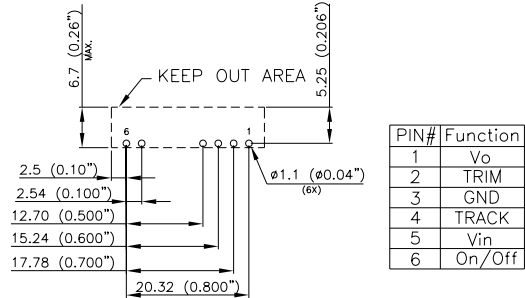 6.7 (0.26")
MAX.
5.25 (0.206")
KEEP OUT AREA
6
1
2.5 (0.10")
2.54 (0.100")
12.70 (0.500")
15.24 (0.600")
17.78 (0.700")
20.32 (0.800")
ø1.1 (ø0.04")
(6X)
PIN# Function
1 Vo
2 TRIM
3 GND
4 TRACK
5 Vin
6 On/Off